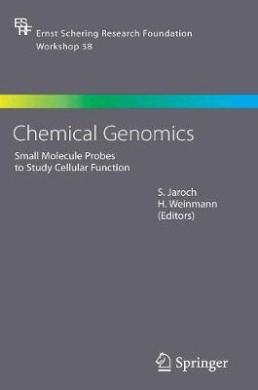 ESRF Ernst Schering Research Foundation
Workshop 58
Chemical Genomics
Small Molecule Probes
to Study Cellular Function
S. Jaroch
H. Weinmann
(Editors)
Springer